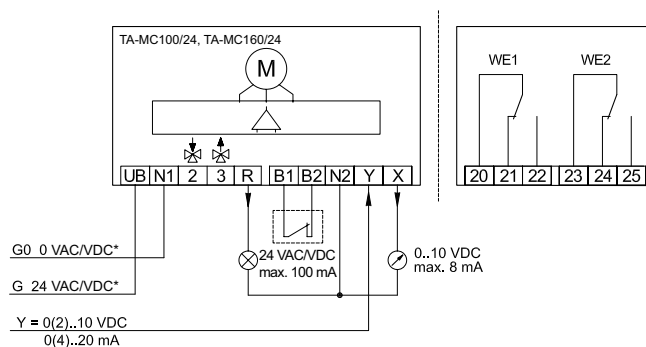 TA-MC100/24, TA-MC160/24
M
WE1 WE2
UB N1 2 3 R B1 B2 N2 Y X
20 21 22 23 24 25
G0 0 VAC/VDC*
24 VAC/VDC
max. 100 mA
0..10 VDC
max. 8 mA
G 24 VAC/VDC*
Y = 0(2)..10 VDC
0(4)..20 mA